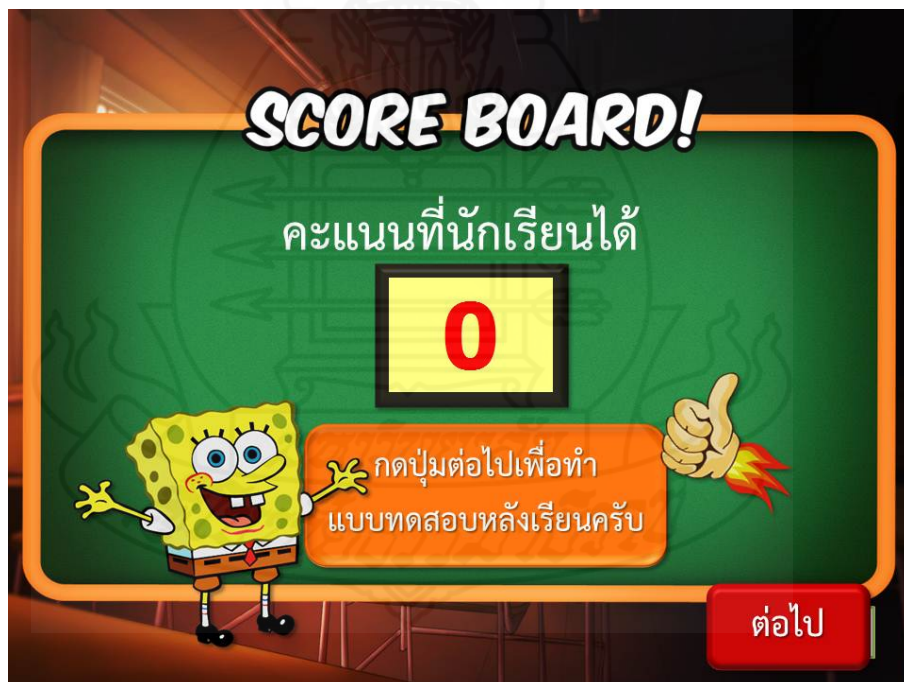 SCORE BOARD!
คะแนนที่นักเรียนได้
0
กดปุ่มต่อไปเพื่อทำ
แบบทดสอบหลังเรียนครับ
ต่อไป